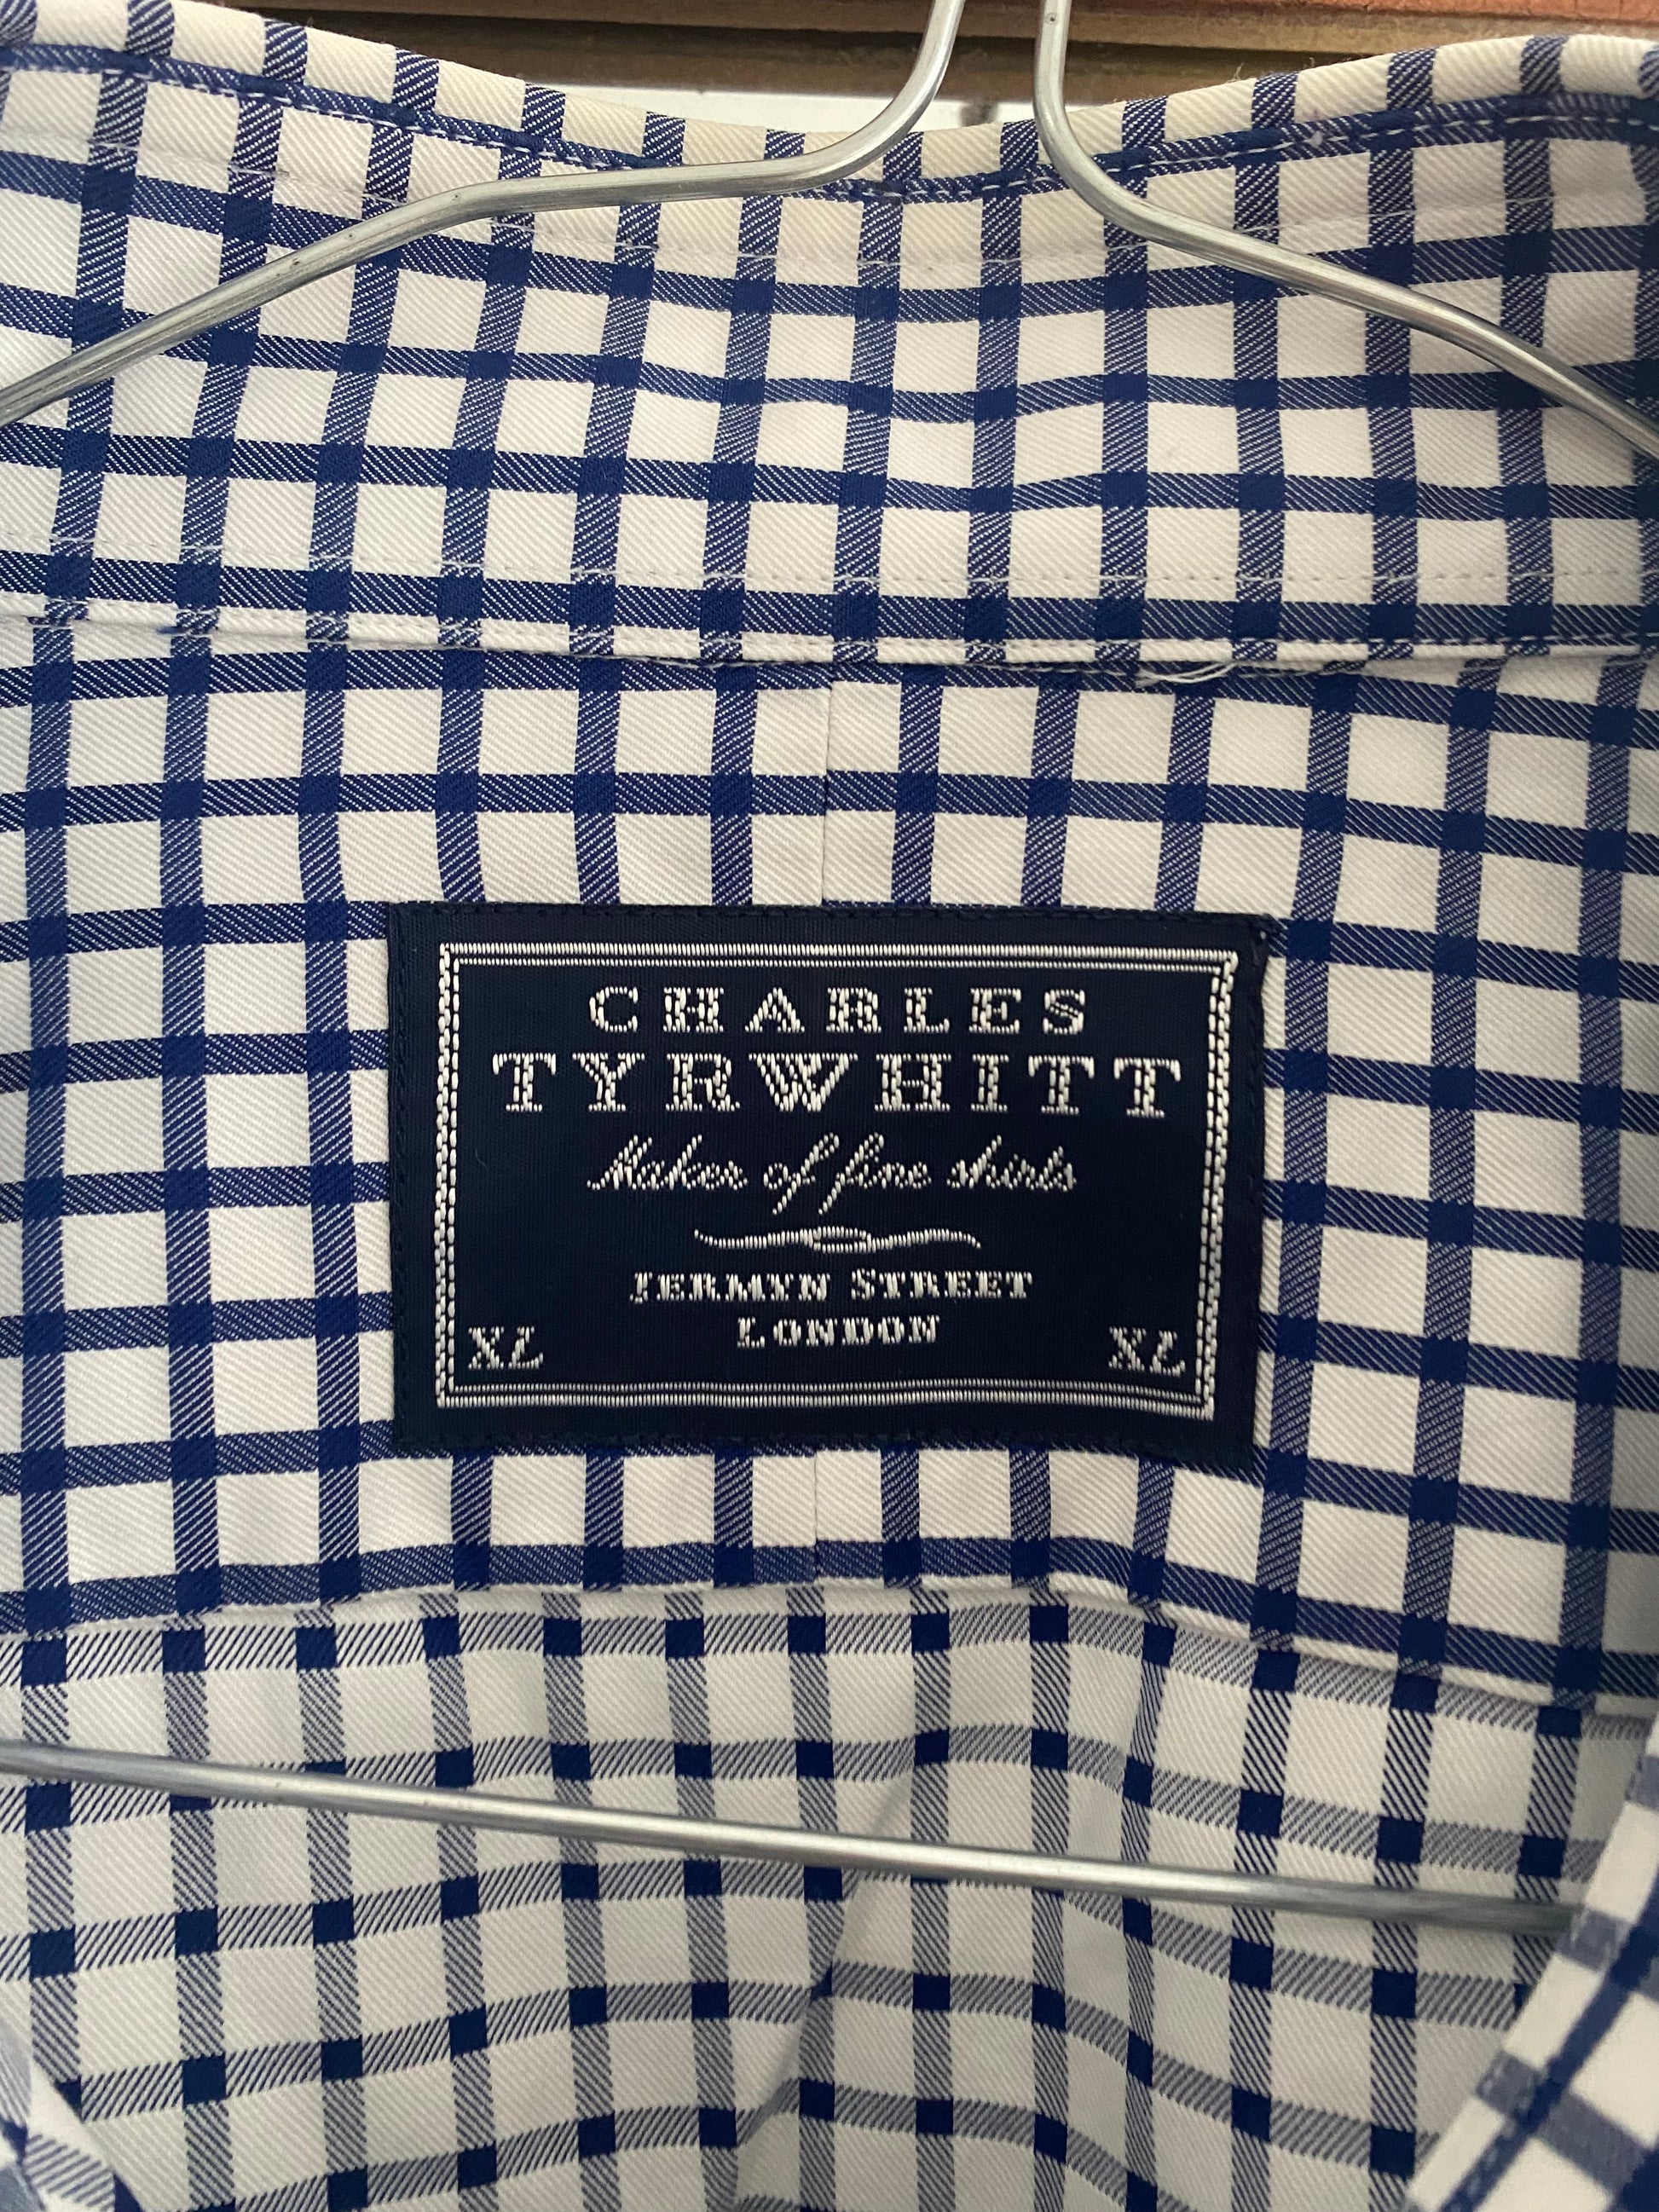 CHARLES
TYRWHITT
Maker of fine shirts
JERMYN STREET
LONDON
XL XL